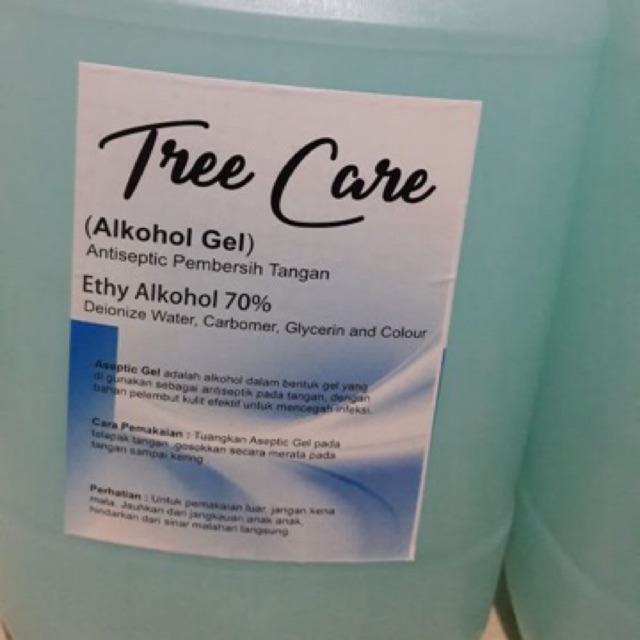 Tree Care
(Alkohol Gel)
Antiseptic Pembersih Tangan
Ethy Alkohol 70%
Deionize Water, Carbomer, Glycerin and Colour
Aseptic Gel adalah alkohol dalam bentuk gel yang
di gunakan sebagai antiseptik pada tangan, dengan
bahan pelembut kulit efektif untuk mencegah infeksi.
Cara Pemakaian : Tuangkan Aseptic Gel pada
telapak tangan ,gosokkan secara merata pada
tangan sampai kering
Perhatian : Untuk pemakaian luar, jangan kena
mata. Jauhkan dari jangkauan anak anak,
hindarkan dari sinar matahari langsung.